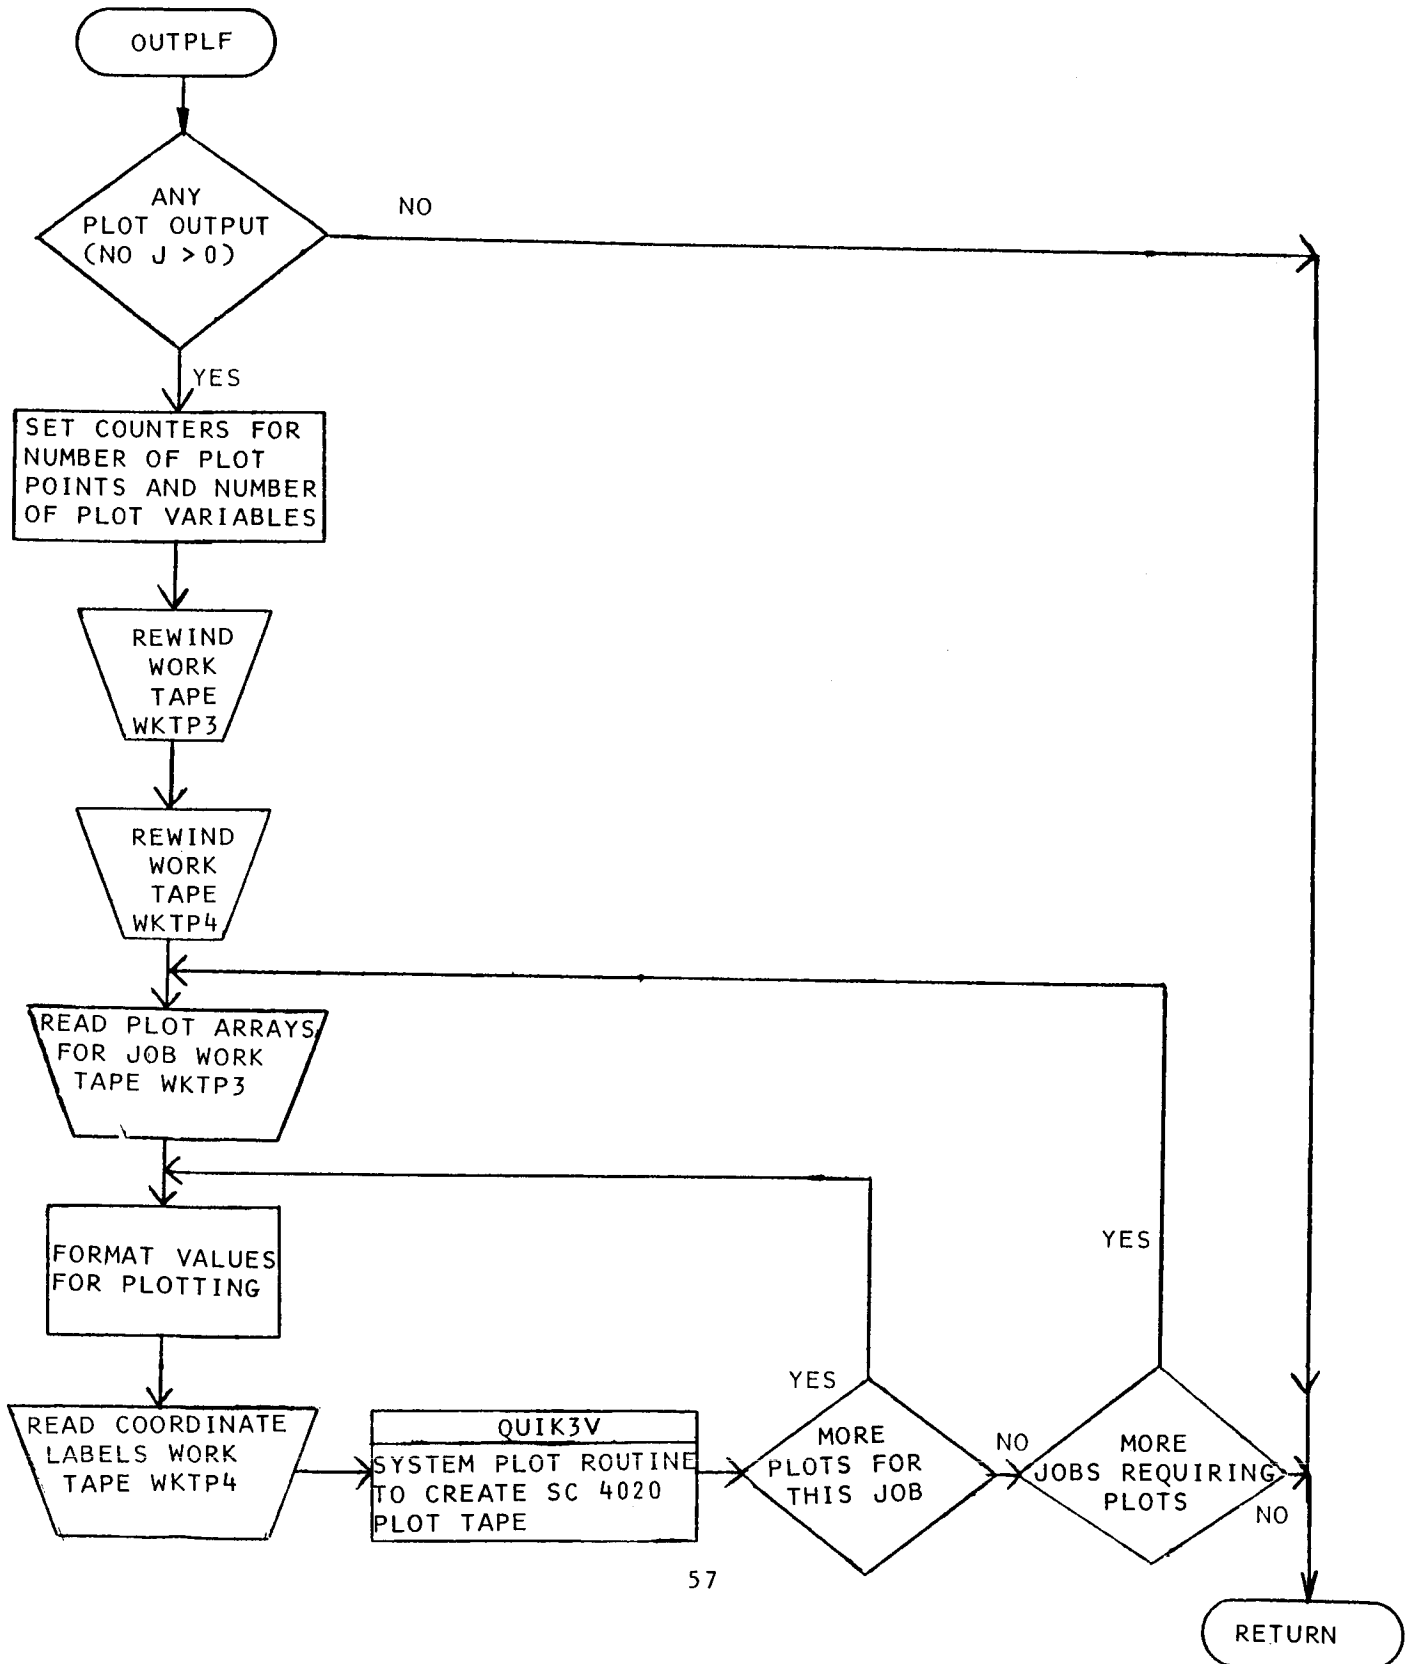 OUTPLF
ANY
PLOT OUTPUT
(NO J > 0)
NO
YES
SET COUNTERS FOR
NUMBER OF PLOT
POINTS AND NUMBER
OF PLOT VARIABLES
REWIND
WORK
TAPE
WKTP3
REWIND
WORK
TAPE
WKTP4
READ PLOT ARRAYS
FOR JOB WORK
TAPE WKTP3
FORMAT VALUES
FOR PLOTTING
READ COORDINATE
LABELS WORK
TAPE WKTP4
QUIK3V
SYSTEM PLOT ROUTINE
TO CREATE SC 4020
PLOT TAPE
YES
MORE
PLOTS FOR
THIS JOB
NO
YES
MORE
JOBS REQUIRING
PLOTS
NO
RETURN
57